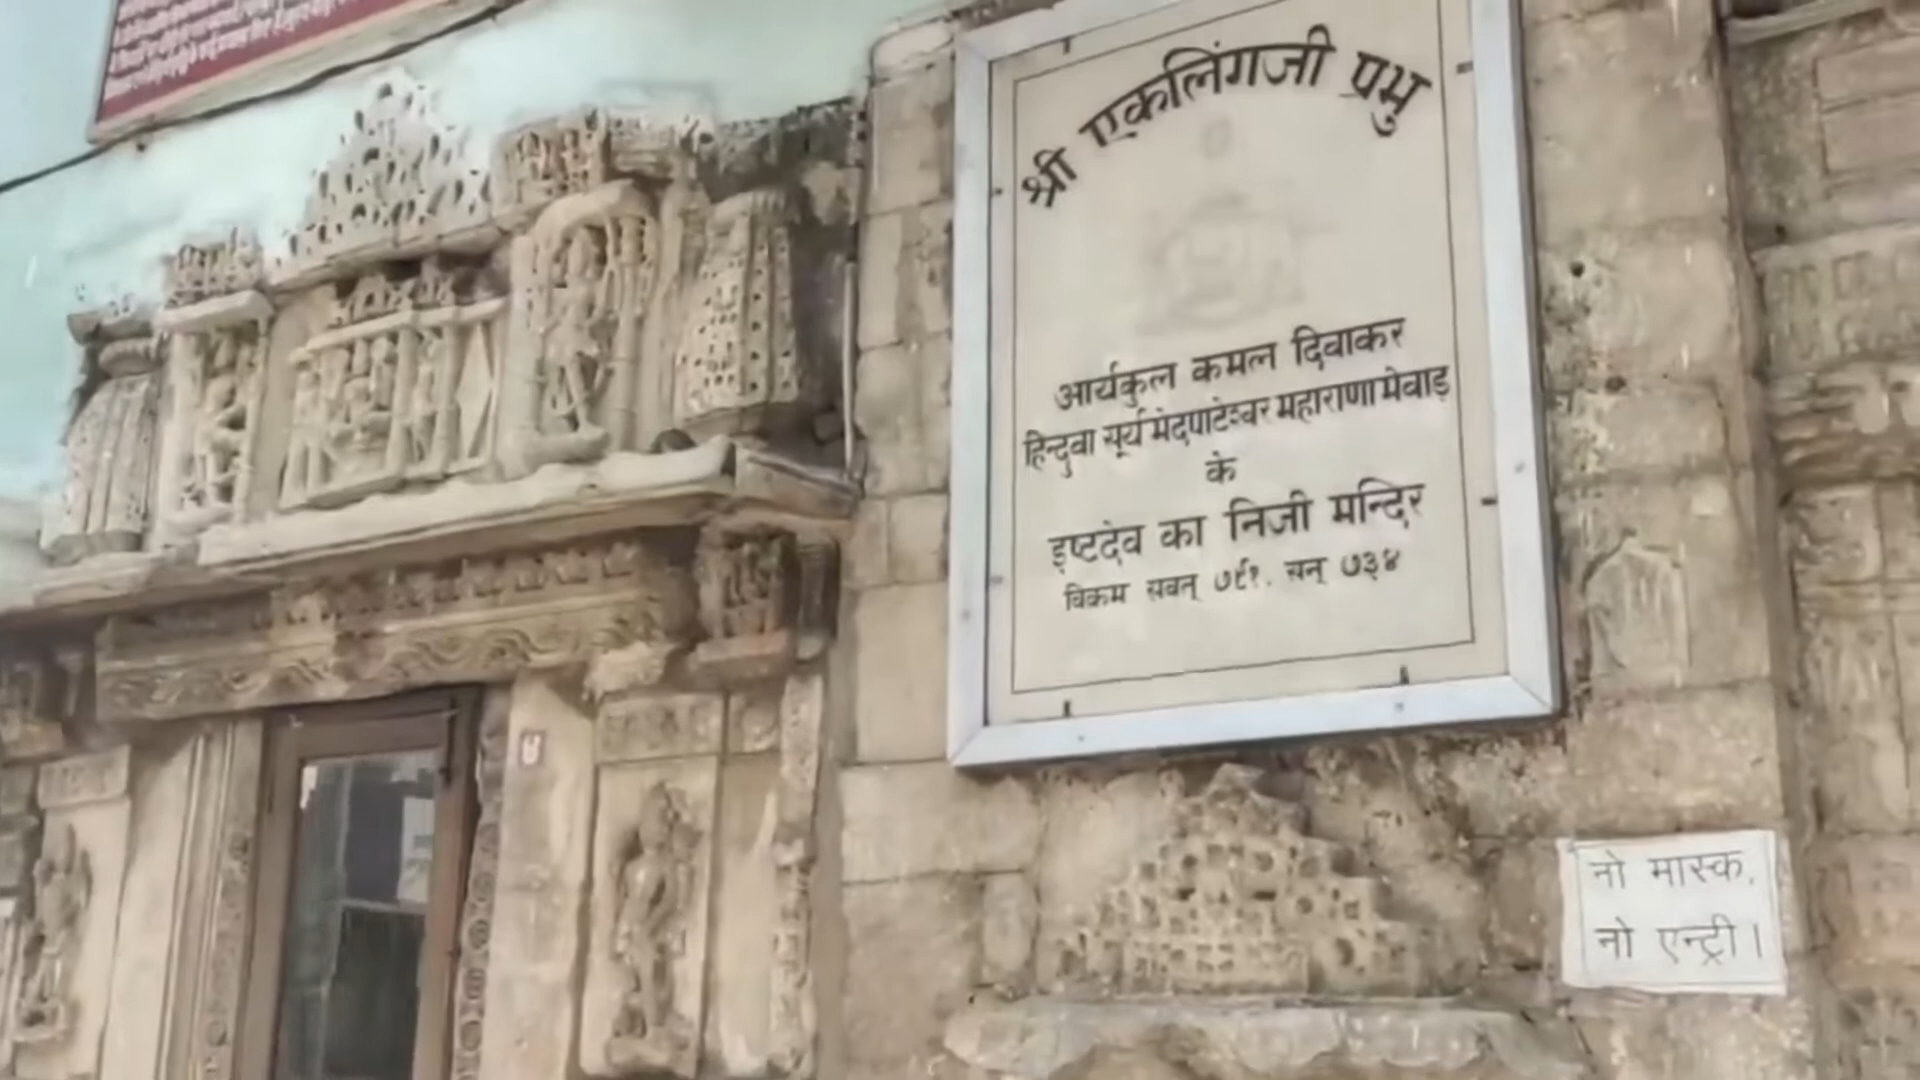 श्री एकलिंगजी प्रभु
आर्यकुल कमल दिवाकर
हिन्दुवा सूर्य मेदपाटेश्वर महाराणा मेवाड़
के
इष्टदेव का निजी मन्दिर
विक्रम सवत् ७९१. सन् ७३४
नो मास्क.
नो एन्ट्री।